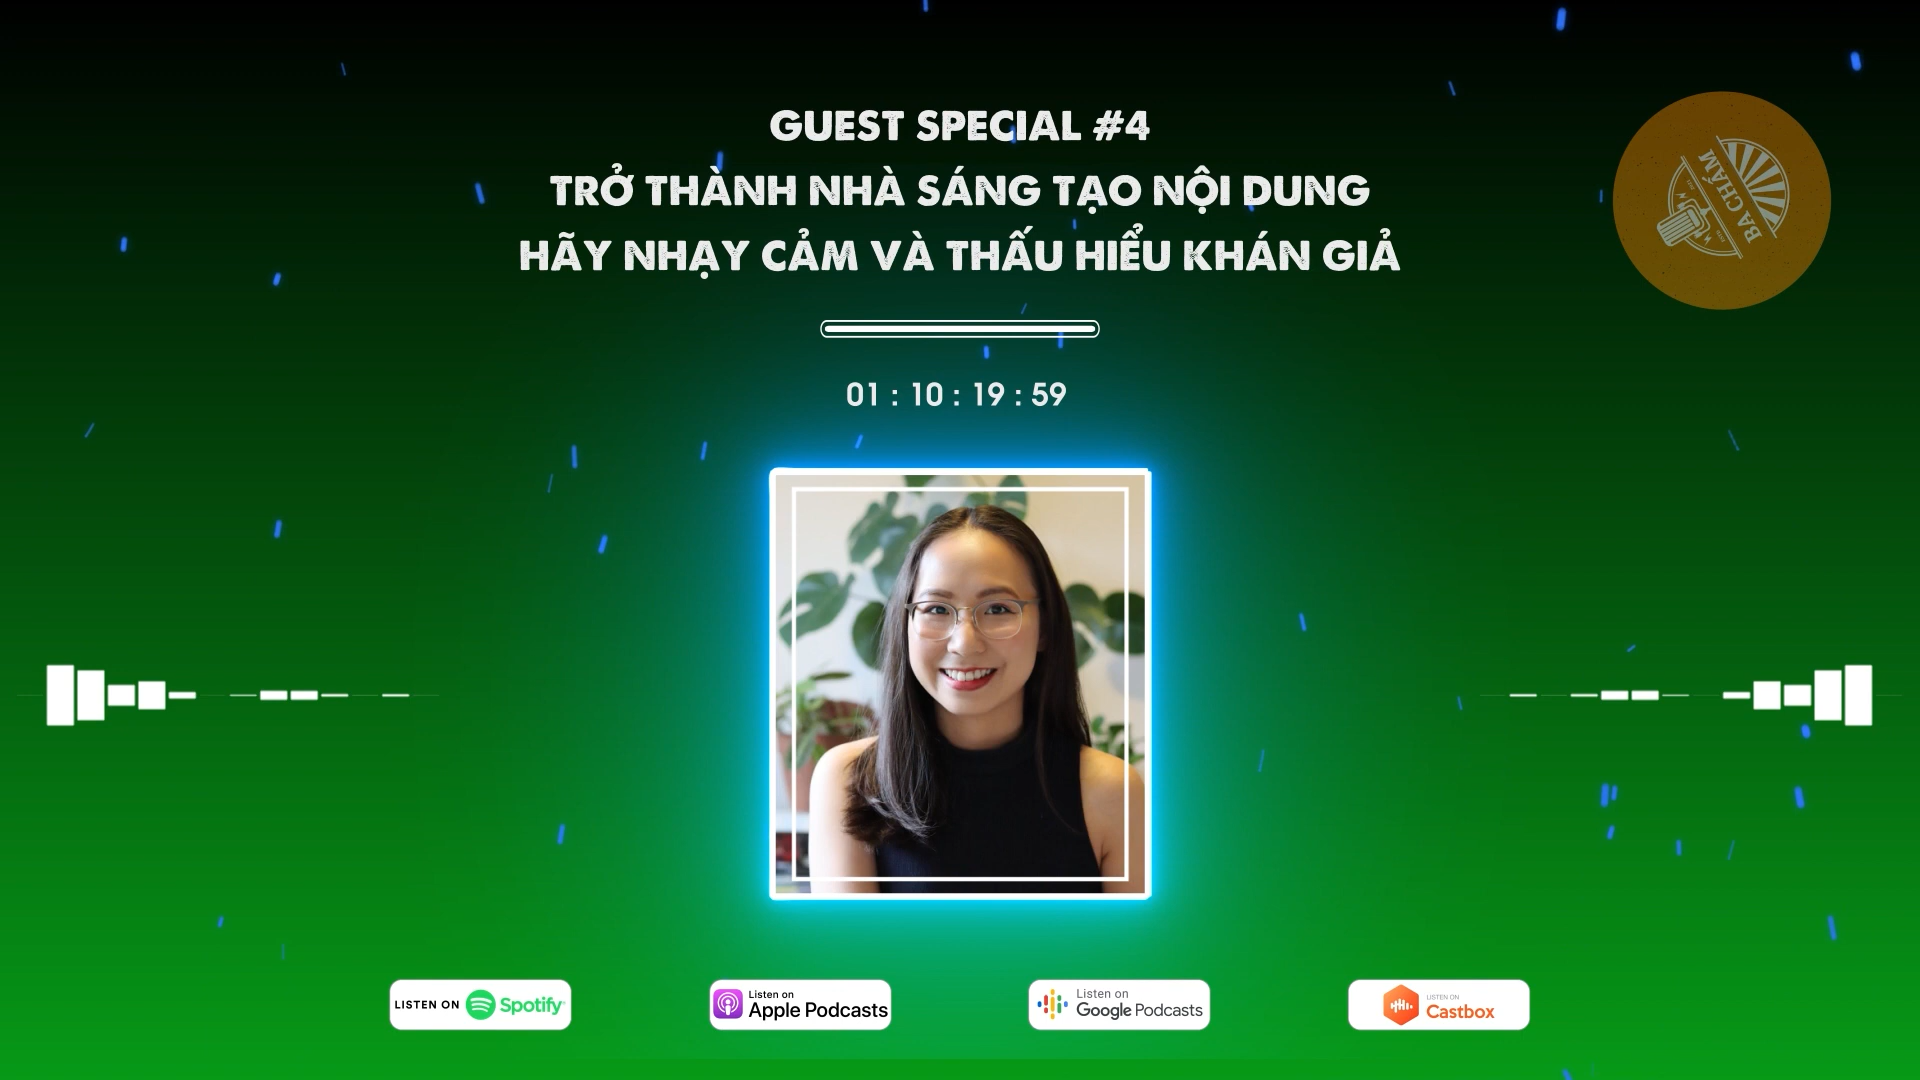 GUEST SPECIAL #4
TRỞ THÀNH NHÀ SÁNG TẠO NỘI DUNG
HÃY NHẠY CẢM VÀ THẤU HIỂU KHÁN GIẢ
BA CHẤM
01 : 10 : 19 : 59
LISTEN ON Spotify
Listen on
Apple Podcasts
Listen on
Google Podcasts
LISTEN ON
Castbox